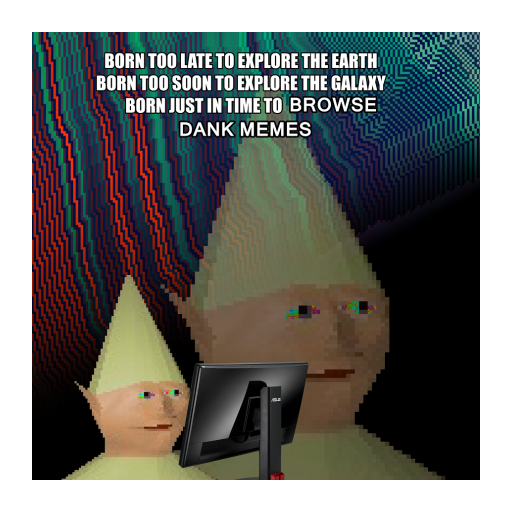 BORN TOO LATE TO EXPLORE THE EARTH
BORN TOO SOON TO EXPLORE THE GALAXY
BORN JUST IN TIME TO BROWSE
DANK MEMES
ASUS